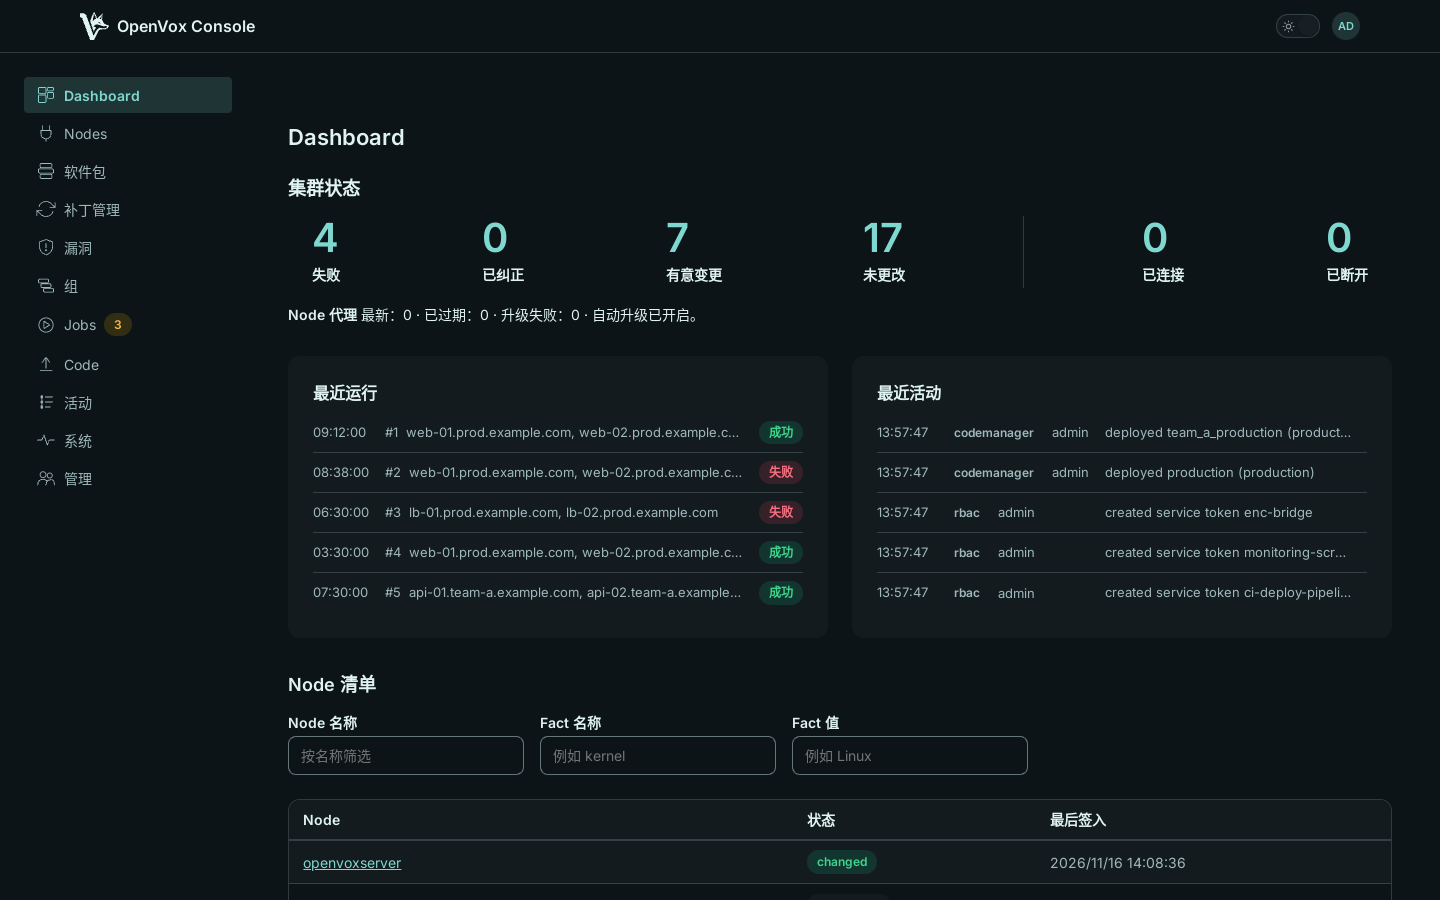 OpenVox Console
AD
Dashboard
Nodes
软件包
补丁管理
漏洞
组
Jobs 3
Code
活动
系统
管理
Dashboard
集群状态
4 0 7 17 0 0
失败 已纠正 有意变更 未更改 已连接 已断开
Node 代理 最新：0 · 已过期：0 · 升级失败：0 · 自动升级已开启。
最近运行
09:12:00 #1 web-01.prod.example.com, web-02.prod.example.c... 成功
08:38:00 #2 web-01.prod.example.com, web-02.prod.example.c... 失败
06:30:00 #3 lb-01.prod.example.com, lb-02.prod.example.com 失败
03:30:00 #4 web-01.prod.example.com, web-02.prod.example.c... 成功
07:30:00 #5 api-01.team-a.example.com, api-02.team-a.example... 成功
最近活动
13:57:47 codemanager admin deployed team_a_production (product...
13:57:47 codemanager admin deployed production (production)
13:57:47 rbac admin created service token enc-bridge
13:57:47 rbac admin created service token monitoring-scr...
13:57:47 rbac admin created service token ci-deploy-pipeli...
Node 清单
Node 名称 Fact 名称 Fact 值
按名称筛选 例如 kernel 例如 Linux
Node 状态 最后签入
openvoxserver changed 2026/11/16 14:08:36